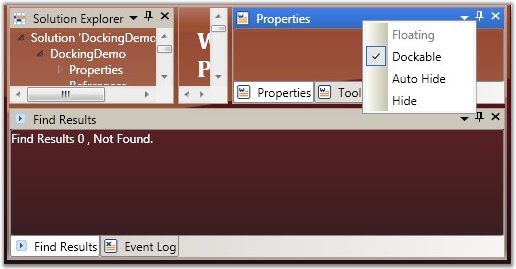 Solution Explorer
Solution 'DockingDemo
DockingDemo
Properties
W
P
Properties
Floating
Dockable
Auto Hide
Hide
Properties
Tool
Find Results
Find Results 0 , Not Found.
Find Results
Event Log